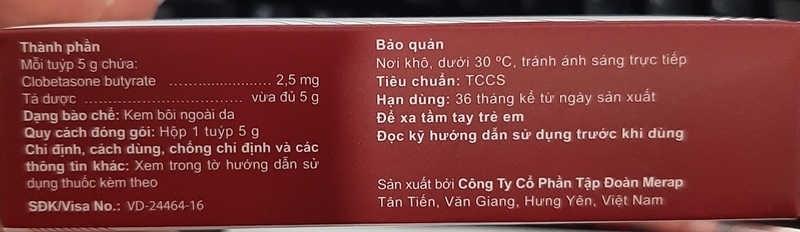 Thành phần
Mỗi tuýp 5 g chứa:
Clobetasone butyrate ........................ 2,5 mg
Tá dược ................................ vừa đủ 5 g
Dạng bào chế: Kem bôi ngoài da
Quy cách đóng gói: Hộp 1 tuýp 5 g
Chỉ định, cách dùng, chống chỉ định và các
thông tin khác: Xem trong tờ hướng dẫn sử
dụng thuốc kèm theo
SĐK/Visa No.: VD-24464-16
Bảo quản
Nơi khô, dưới 30 ºC, tránh ánh sáng trực tiếp
Tiêu chuẩn: TCCS
Hạn dùng: 36 tháng kể từ ngày sản xuất
Để xa tầm tay trẻ em
Đọc kỹ hướng dẫn sử dụng trước khi dùng
Sản xuất bởi Công Ty Cổ Phần Tập Đoàn Merap
Tân Tiến, Văn Giang, Hưng Yên, Việt Nam